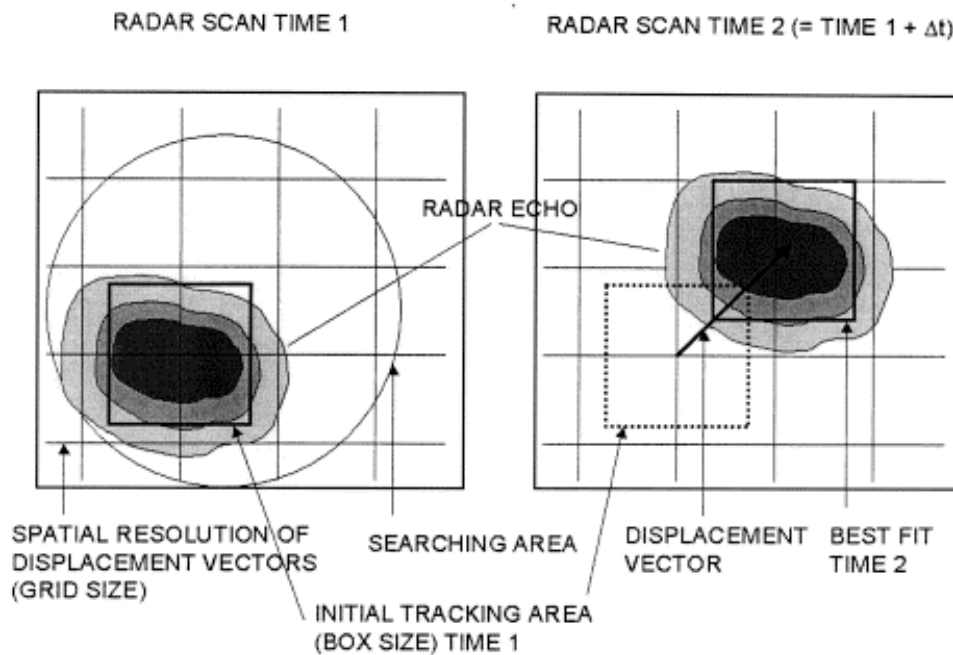 RADAR SCAN TIME 1
RADAR SCAN TIME 2 (= TIME 1 + Δt)
RADAR ECHO
SPATIAL RESOLUTION OF
DISPLACEMENT VECTORS
(GRID SIZE)
SEARCHING AREA
INITIAL TRACKING AREA
(BOX SIZE) TIME 1
DISPLACEMENT
VECTOR
BEST FIT
TIME 2